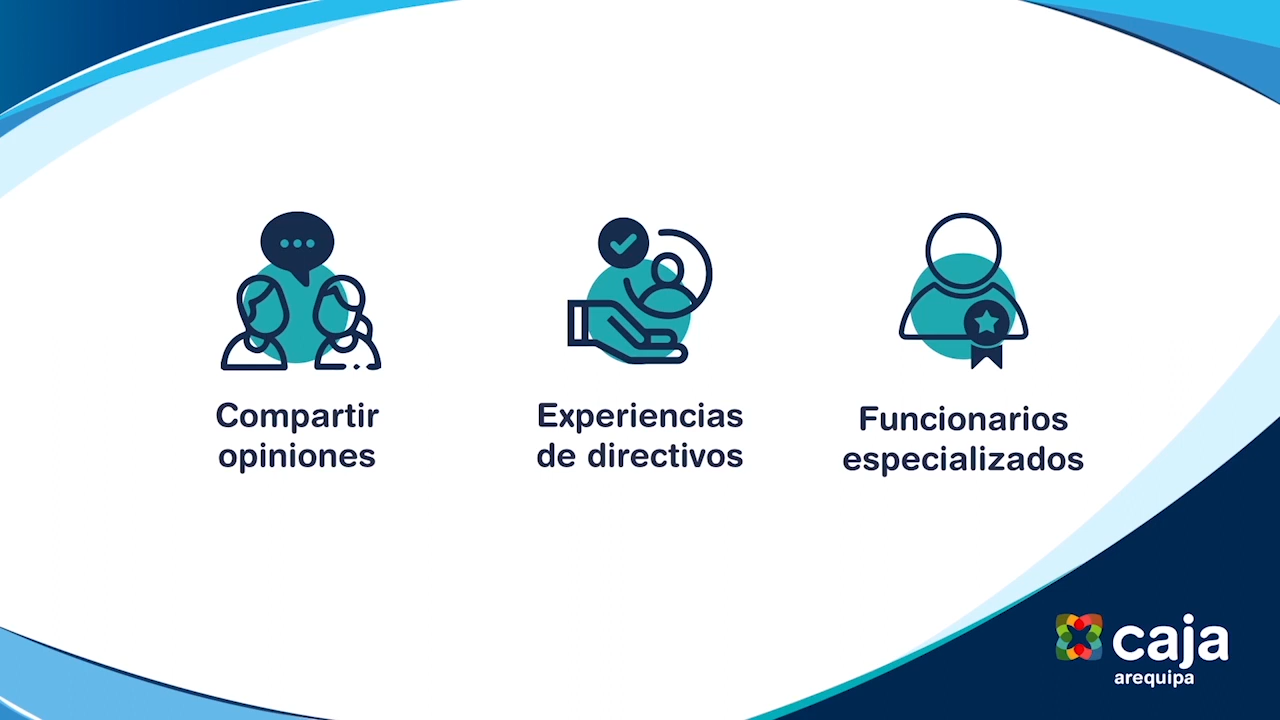 Compartir
opiniones
Experiencias
de directivos
Funcionarios
especializados
caja
arequipa